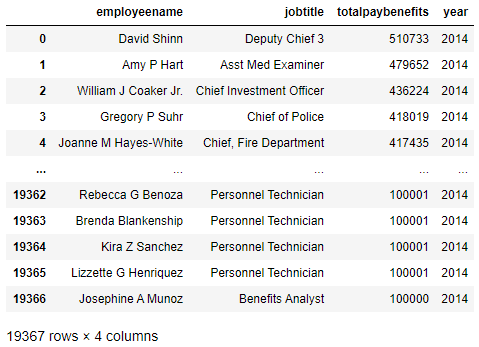 employeename jobtitle totalpaybenefits year
0 David Shinn Deputy Chief 3 510733 2014
1 Amy P Hart Asst Med Examiner 479652 2014
2 William J Coaker Jr. Chief Investment Officer 436224 2014
3 Gregory P Suhr Chief of Police 418019 2014
4 Joanne M Hayes-White Chief, Fire Department 417435 2014
... ... ... ... ...
19362 Rebecca G Benoza Personnel Technician 100001 2014
19363 Brenda Blankenship Personnel Technician 100001 2014
19364 Kira Z Sanchez Personnel Technician 100001 2014
19365 Lizzette G Henriquez Personnel Technician 100001 2014
19366 Josephine A Munoz Benefits Analyst 100000 2014
19367 rows × 4 columns